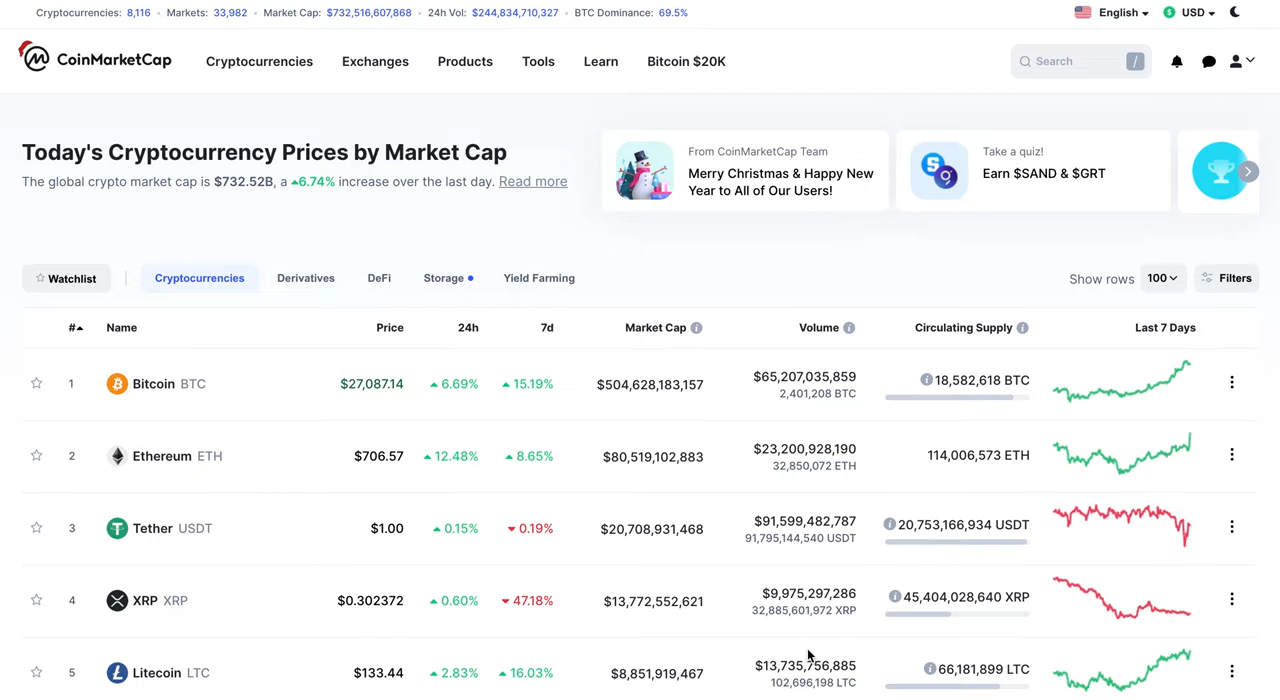 Cryptocurrencies: 8,116 • Markets: 33,982 • Market Cap: $732,516,607,868 • 24h Vol: $244,834,710,327 • BTC Dominance: 69.5% English USD
CoinMarketCap Cryptocurrencies Exchanges Products Tools Learn Bitcoin $20K Search /
Today's Cryptocurrency Prices by Market Cap
The global crypto market cap is $732.52B, a 6.74% increase over the last day. Read more
From CoinMarketCap Team
Merry Christmas & Happy New
Year to All of Our Users!
Take a quiz!
Earn $SAND & $GRT
Watchlist Cryptocurrencies Derivatives DeFi Storage Yield Farming Show rows 100 Filters
# Name Price 24h 7d Market Cap Volume Circulating Supply Last 7 Days
1 Bitcoin BTC $27,087.14 6.69% 15.19% $504,628,183,157 $65,207,035,859 18,582,618 BTC
2,401,208 BTC
2 Ethereum ETH $706.57 12.48% 8.65% $80,519,102,883 $23,200,928,190 114,006,573 ETH
32,850,072 ETH
3 Tether USDT $1.00 0.15% 0.19% $20,708,931,468 $91,599,482,787 20,753,166,934 USDT
91,795,144,540 USDT
4 XRP XRP $0.302372 0.60% 47.18% $13,772,552,621 $9,975,297,286 45,404,028,640 XRP
32,885,601,972 XRP
5 Litecoin LTC $133.44 2.83% 16.03% $8,851,919,467 $13,735,756,885 66,181,899 LTC
102,696,198 LTC